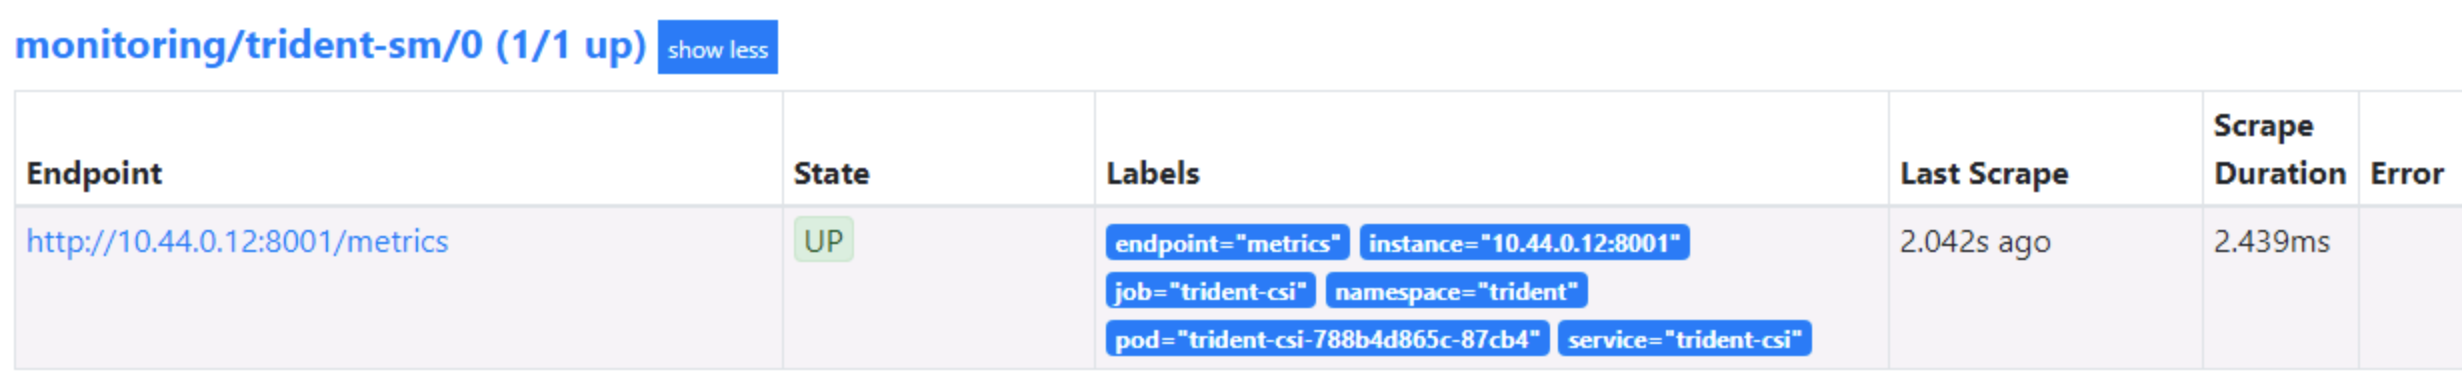 monitoring/trident-sm/0 (1/1 up) show less
Endpoint State Labels Last Scrape Scrape Duration Error
http://10.44.0.12:8001/metrics UP endpoint="metrics" instance="10.44.0.12:8001" 2.042s ago 2.439ms
job="trident-csi" namespace="trident"
pod="trident-csi-788b4d865c-87cb4" service="trident-csi"